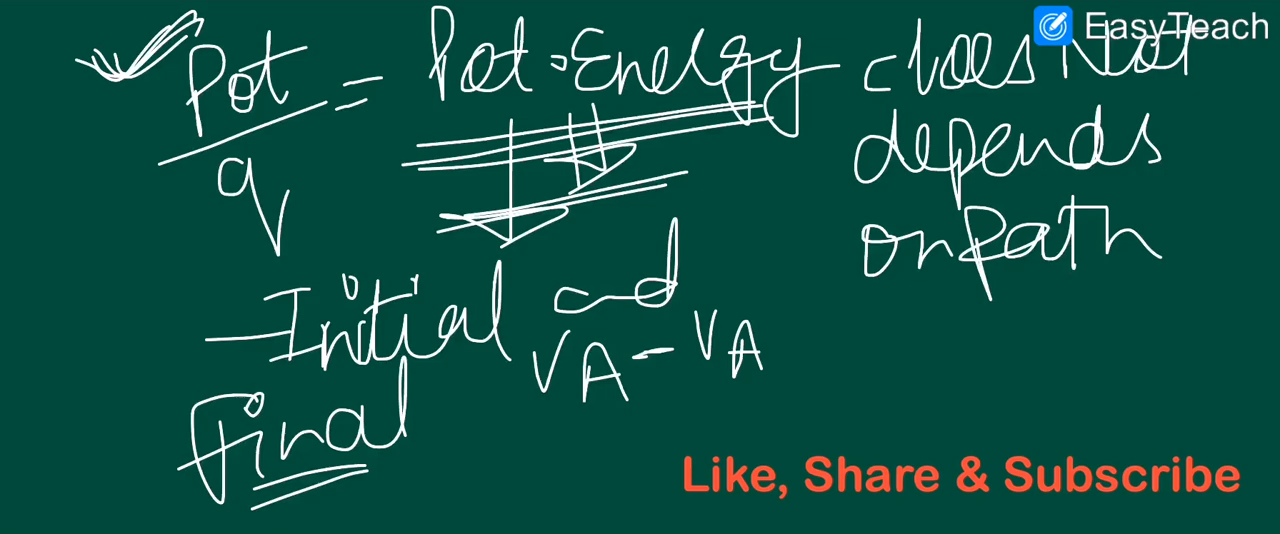 EasyTeach
Pot = Pot. Energy does Not
q depends
on Path
- Initial and
VA - VA
final
Like, Share & Subscribe